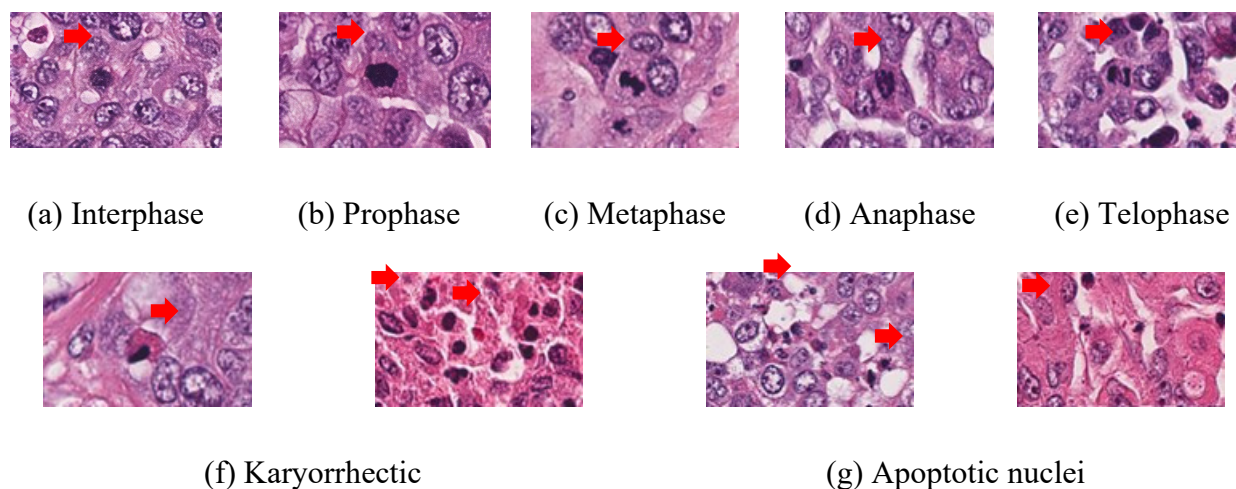 (a) Interphase (b) Prophase (c) Metaphase (d) Anaphase (e) Telophase
(f) Karyorrhectic (g) Apoptotic nuclei